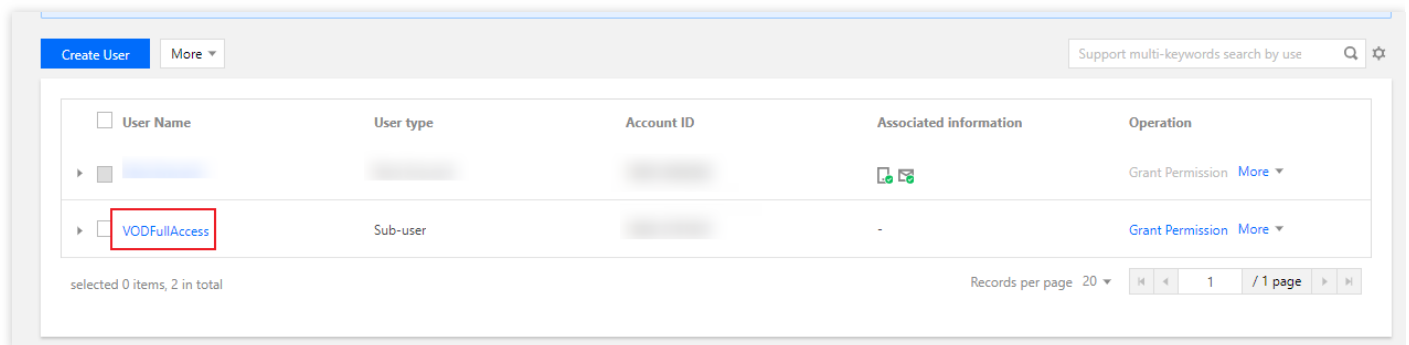 Create User More Support multi-keywords search by use
User Name User type Account ID Associated information Operation
Grant Permission More
VODFullAccess Sub-user - Grant Permission More
selected 0 items, 2 in total Records per page 20 1 / 1 page